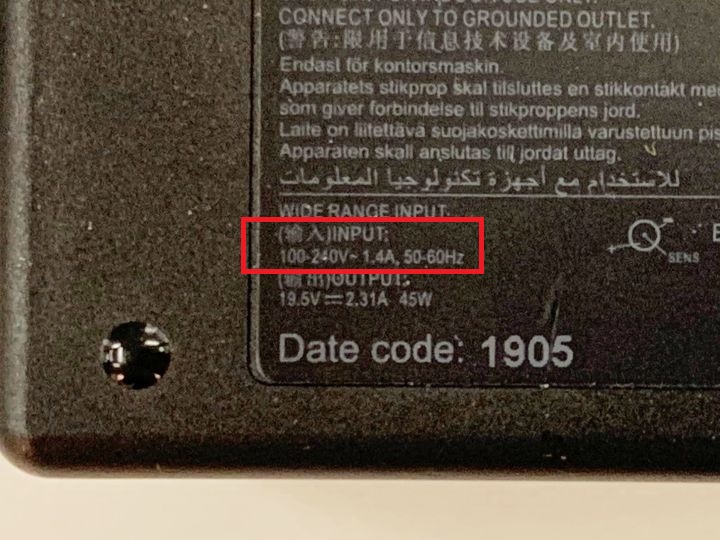 CONNECT ONLY TO GROUNDED OUTLET.
(警告:限用于信息技术设备及室内使用)
Endast för kontorsmaskin.
Apparatets stikprop skal tilsluttes en stikkontakt med
som giver forbindelse til stikproppens jord.
Laite on liitettävä suojakoskettimilla varustettuun pis
Apparaten skall anslutas till jordat uttag.
للاستخدام مع أجهزة تكنولوجيا المعلومات
WIDE RANGE INPUT:
(输入)INPUT:
100-240V~ 1.4A, 50-60Hz
SENS
(输出)OUTPUT:
19.5V⎓2.31A 45W
Date code: 1905